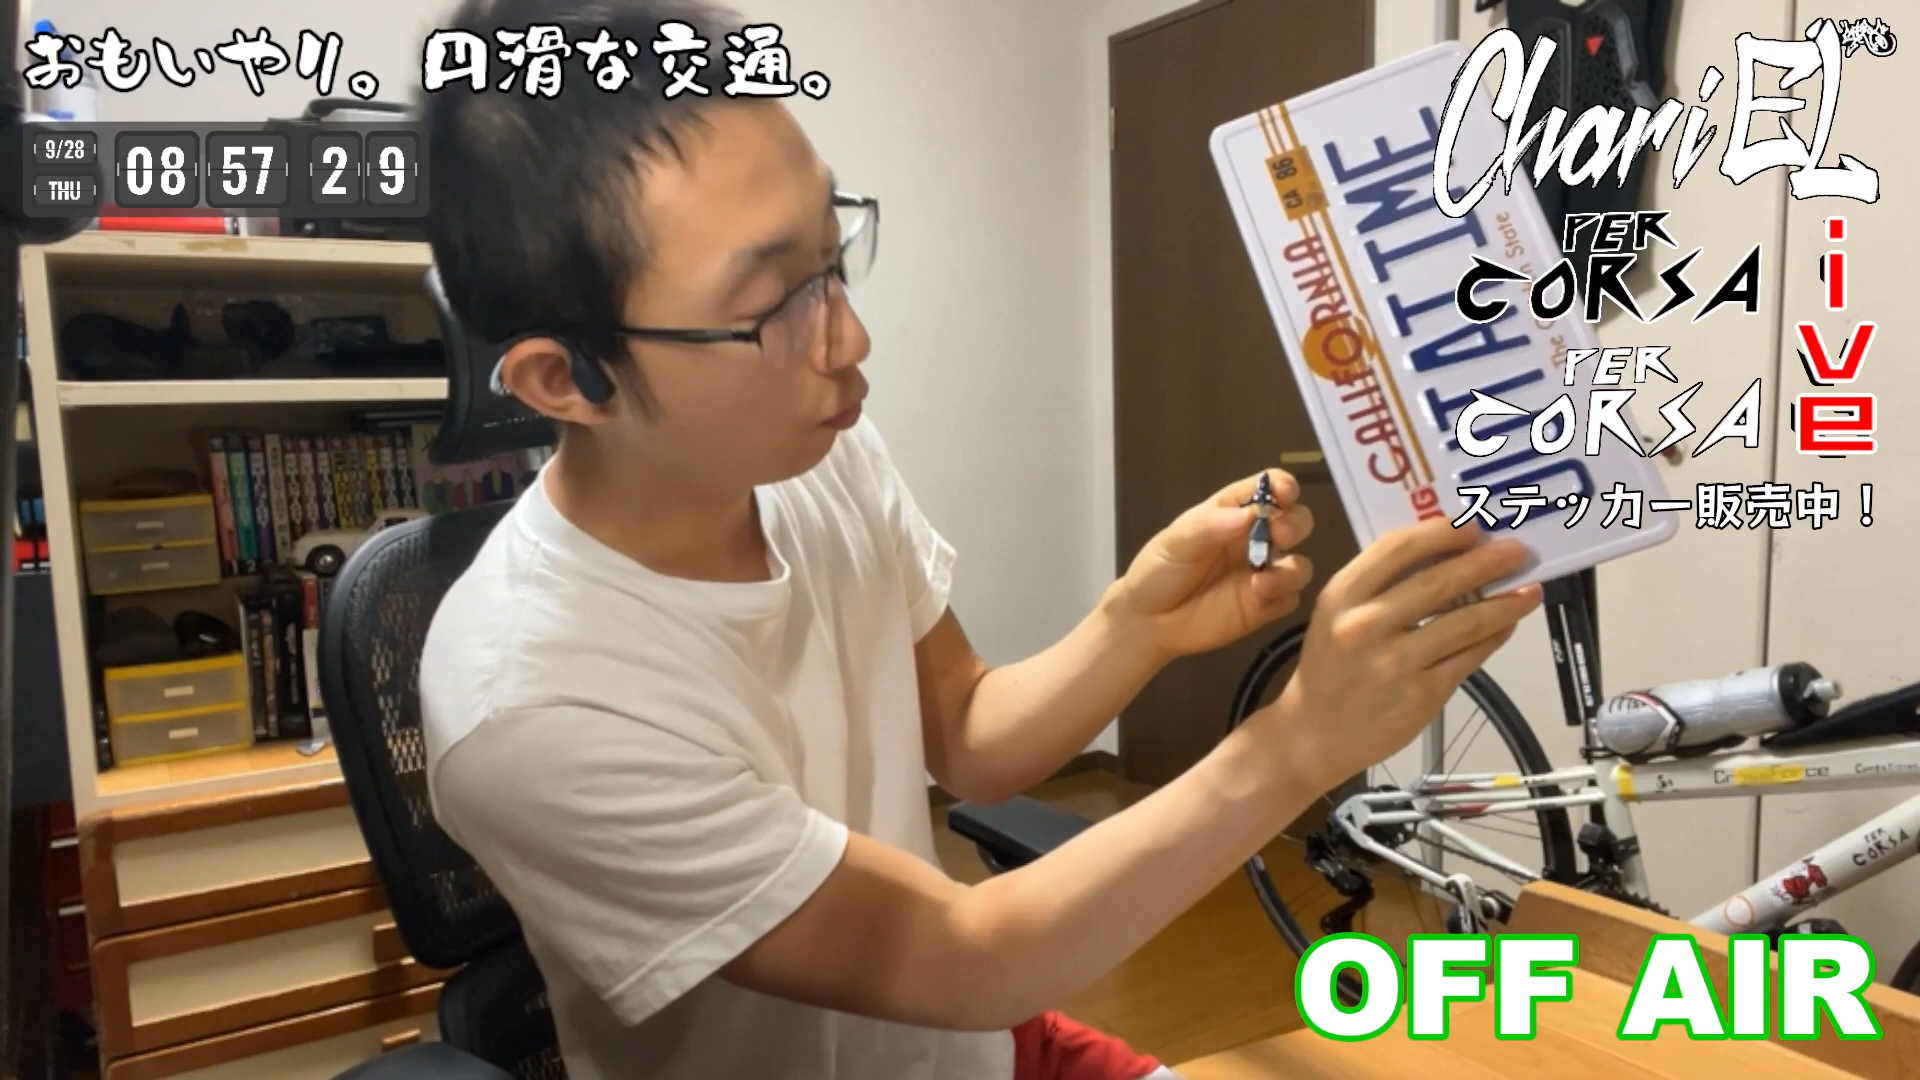 おもいやり。円滑な交通。
9/28
THU
08 57 29
ChariEL
PER
CORSA
PER
CORSA
ive
ステッカー販売中！
CA 86
CALIFORNIA
OUTATIME
State
CrossForce
PER
CORSA
OFF AIR